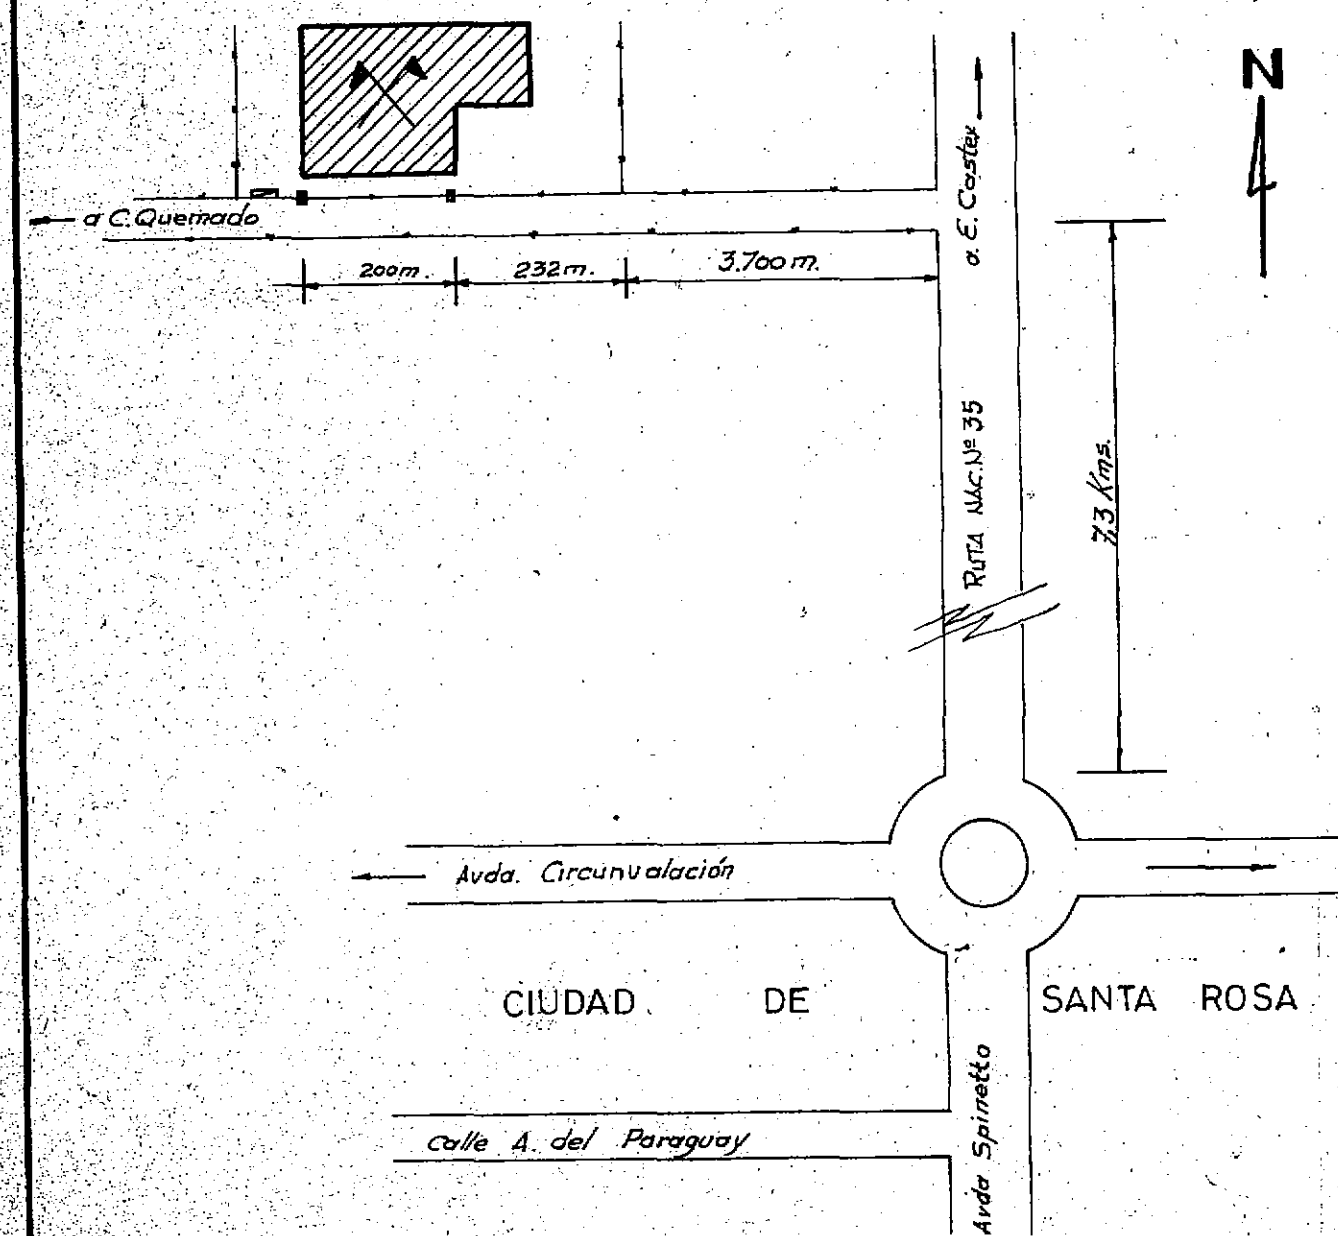 N
a E. Castex
a C. Quemado
200m.
232m.
3.700m.
RUTA NAC. Nº 35
7,3 Kms.
Avda. Circunvalación
CIUDAD DE SANTA ROSA
Calle A. del Paraguay
Avda Spinetto